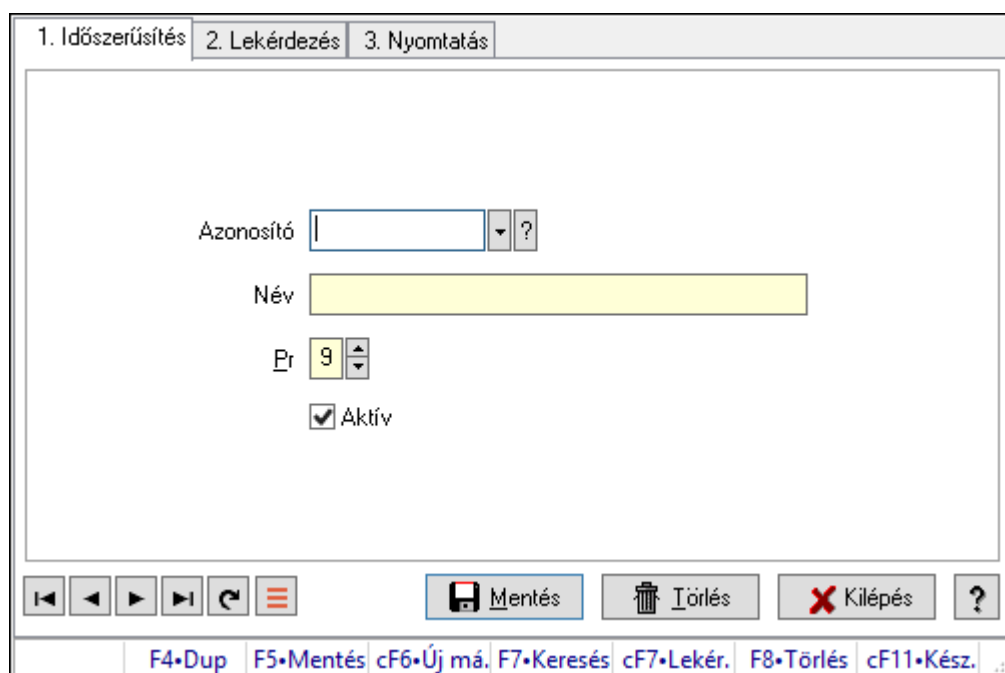 1. Időszerűsítés 2. Lekérdezés 3. Nyomtatás
Azonosító ?
Név
Pr 9
Aktív
Mentés Törlés Kilépés ?
F4•Dup F5•Mentés cF6•Új má. F7•Keresés cF7•Lekér. F8•Törlés cF11•Kész.